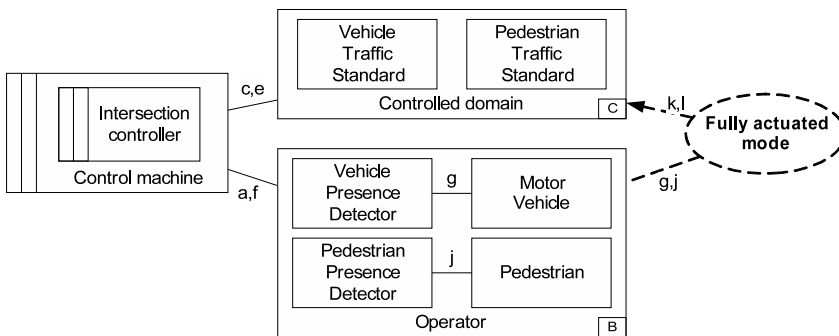 Vehicle
Traffic
Standard
Pedestrian
Traffic
Standard
Controlled domain
C
c,e
Intersection
controller
Control machine
a,f
k,l
Fully actuated
mode
g,j
Vehicle
Presence
Detector
g
Motor
Vehicle
Pedestrian
Presence
Detector
j
Pedestrian
Operator
B